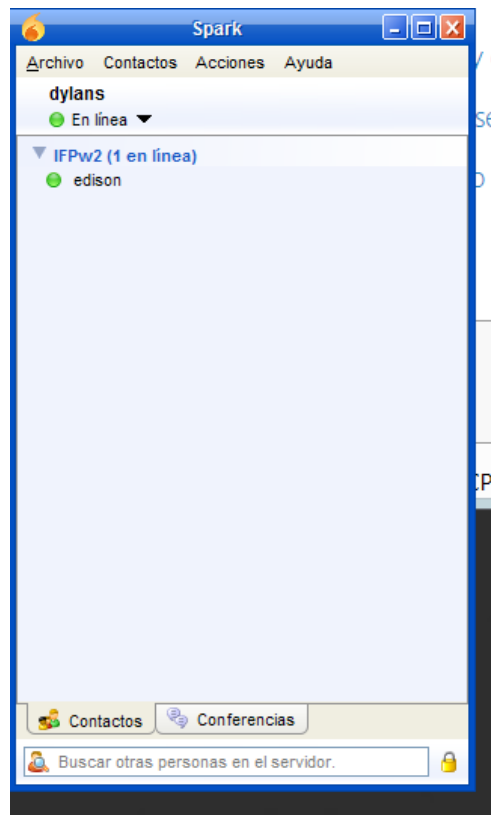 Spark
Archivo Contactos Acciones Ayuda
dylans
En línea
IFPw2 (1 en línea)
edison
Contactos Conferencias
Buscar otras personas en el servidor.